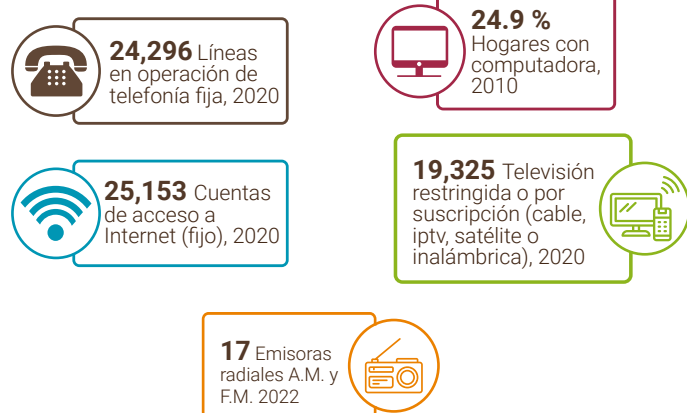 24,296 Líneas
en operación de
telefonía fija, 2020
24.9 %
Hogares con
computadora,
2010
25,153 Cuentas
de acceso a
Internet (fijo), 2020
19,325 Televisión
restringida o por
suscripción (cable,
iptv, satélite o
inalámbrica), 2020
17 Emisoras
radiales A.M. y
F.M. 2022